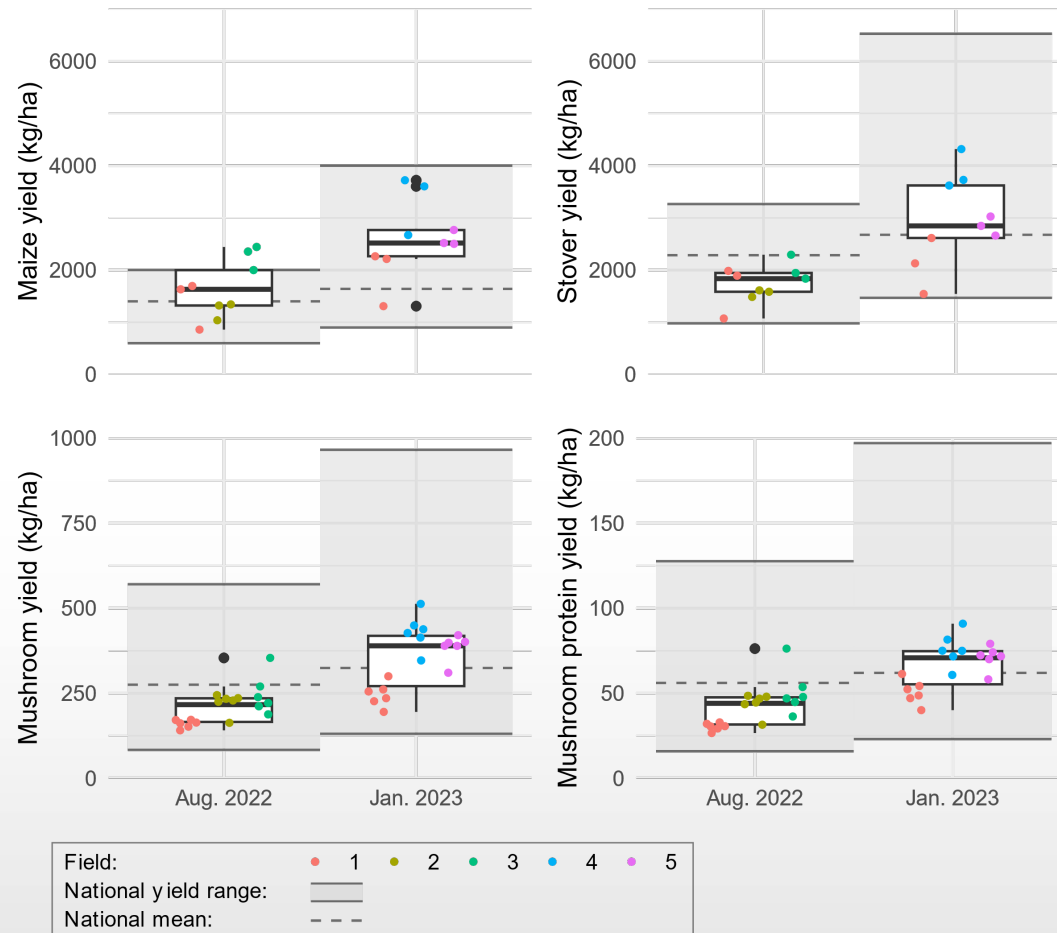 Maize yield (kg/ha)
6000
4000
2000
0
Stover yield (kg/ha)
6000
4000
2000
0
Mushroom yield (kg/ha)
1000
750
500
250
0
Aug. 2022 Jan. 2023
Mushroom protein yield (kg/ha)
200
150
100
50
0
Aug. 2022 Jan. 2023
Field: 1 2 3 4 5
National yield range:
National mean: